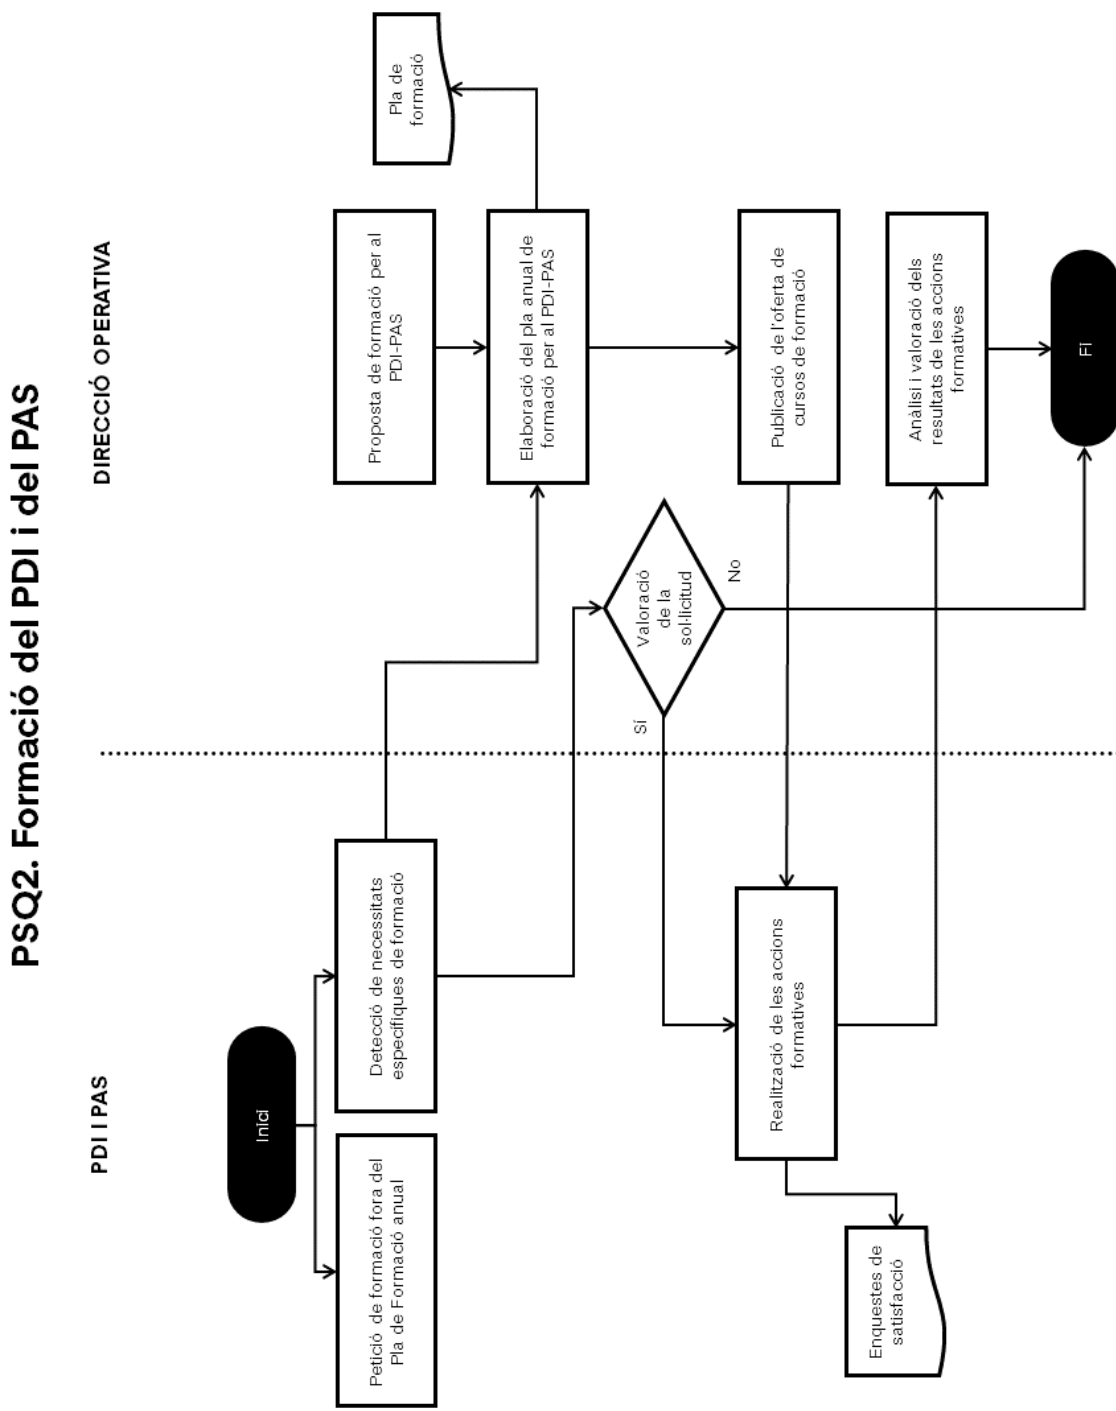 PSQ2. Formació del PDI i del PAS
PDI I PAS
DIRECCIÓ OPERATIVA
Inici
Petició de formació fora del
Pla de Formació anual
Detecció de necessitats
específiques de formació
Proposta de formació per al
PDI-PAS
Pla de
formació
Elaboració del pla anual de
formació per al PDI-PAS
Valoració
de la
sol·licitud
Sí
No
Publicació de l'oferta de
cursos de formació
Realització de les accions
formatives
Enquestes de
satisfacció
Anàlisi i valoració dels
resultats de les accions
formatives
Fi